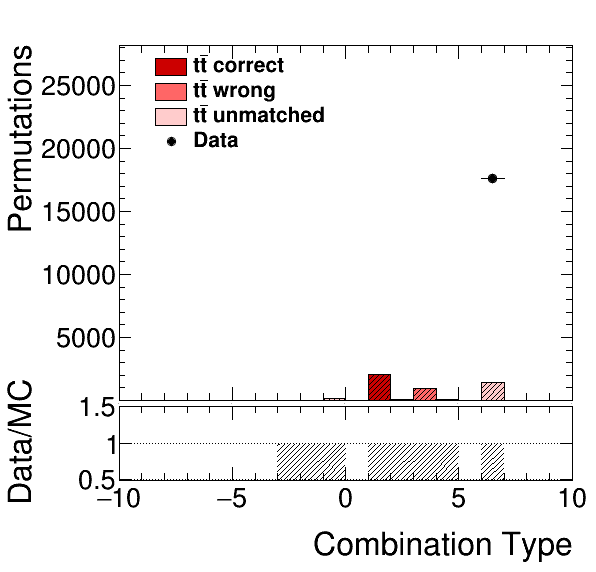 Permutations
25000
20000
15000
10000
5000
tt̄ correct
tt̄ wrong
tt̄ unmatched
Data
Data/MC
1.5
1
0.5
−10
−5
0
5
10
Combination Type